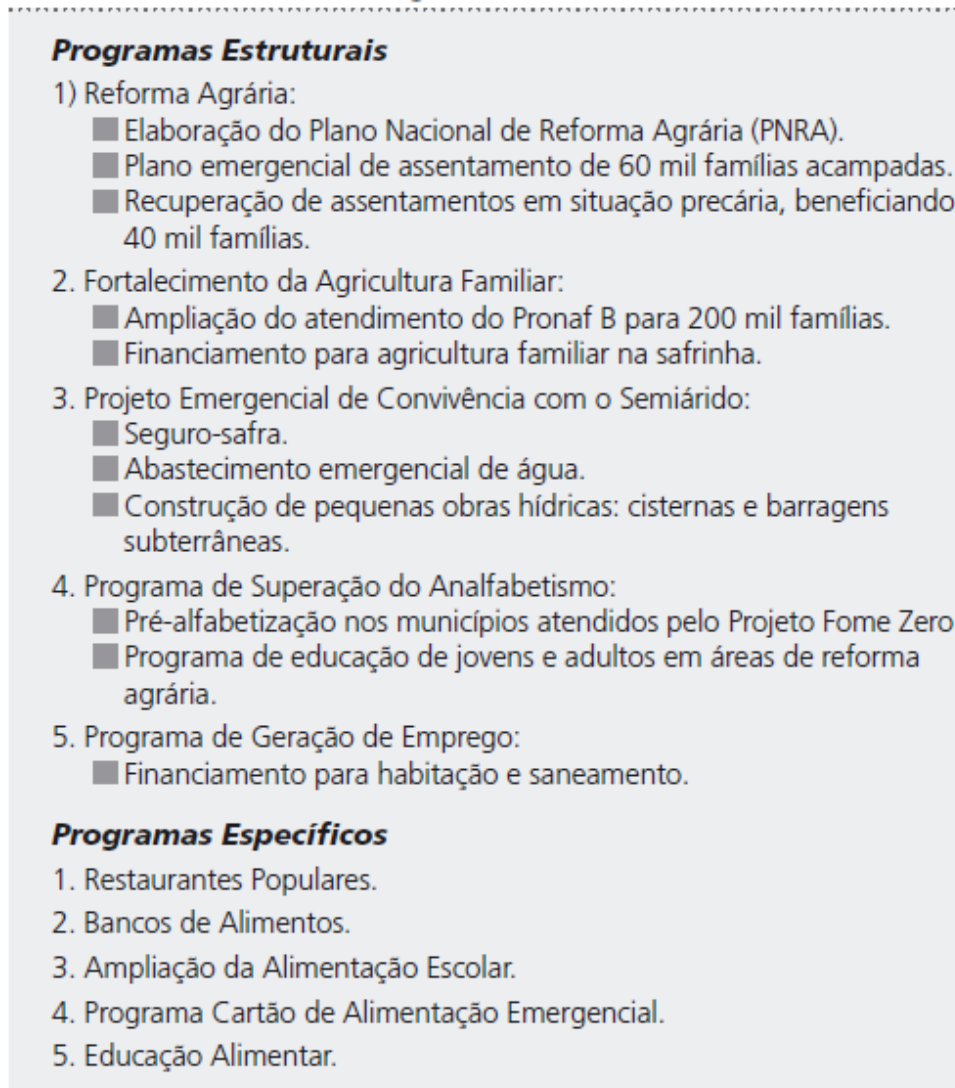 Programas Estruturais
1) Reforma Agrária:
Elaboração do Plano Nacional de Reforma Agrária (PNRA).
Plano emergencial de assentamento de 60 mil famílias acampadas.
Recuperação de assentamentos em situação precária, beneficiando
40 mil famílias.
2. Fortalecimento da Agricultura Familiar:
Ampliação do atendimento do Pronaf B para 200 mil famílias.
Financiamento para agricultura familiar na safrinha.
3. Projeto Emergencial de Convivência com o Semiárido:
Seguro-safra.
Abastecimento emergencial de água.
Construção de pequenas obras hídricas: cisternas e barragens
subterrâneas.
4. Programa de Superação do Analfabetismo:
Pré-alfabetização nos municípios atendidos pelo Projeto Fome Zero
Programa de educação de jovens e adultos em áreas de reforma
agrária.
5. Programa de Geração de Emprego:
Financiamento para habitação e saneamento.
Programas Específicos
1. Restaurantes Populares.
2. Bancos de Alimentos.
3. Ampliação da Alimentação Escolar.
4. Programa Cartão de Alimentação Emergencial.
5. Educação Alimentar.